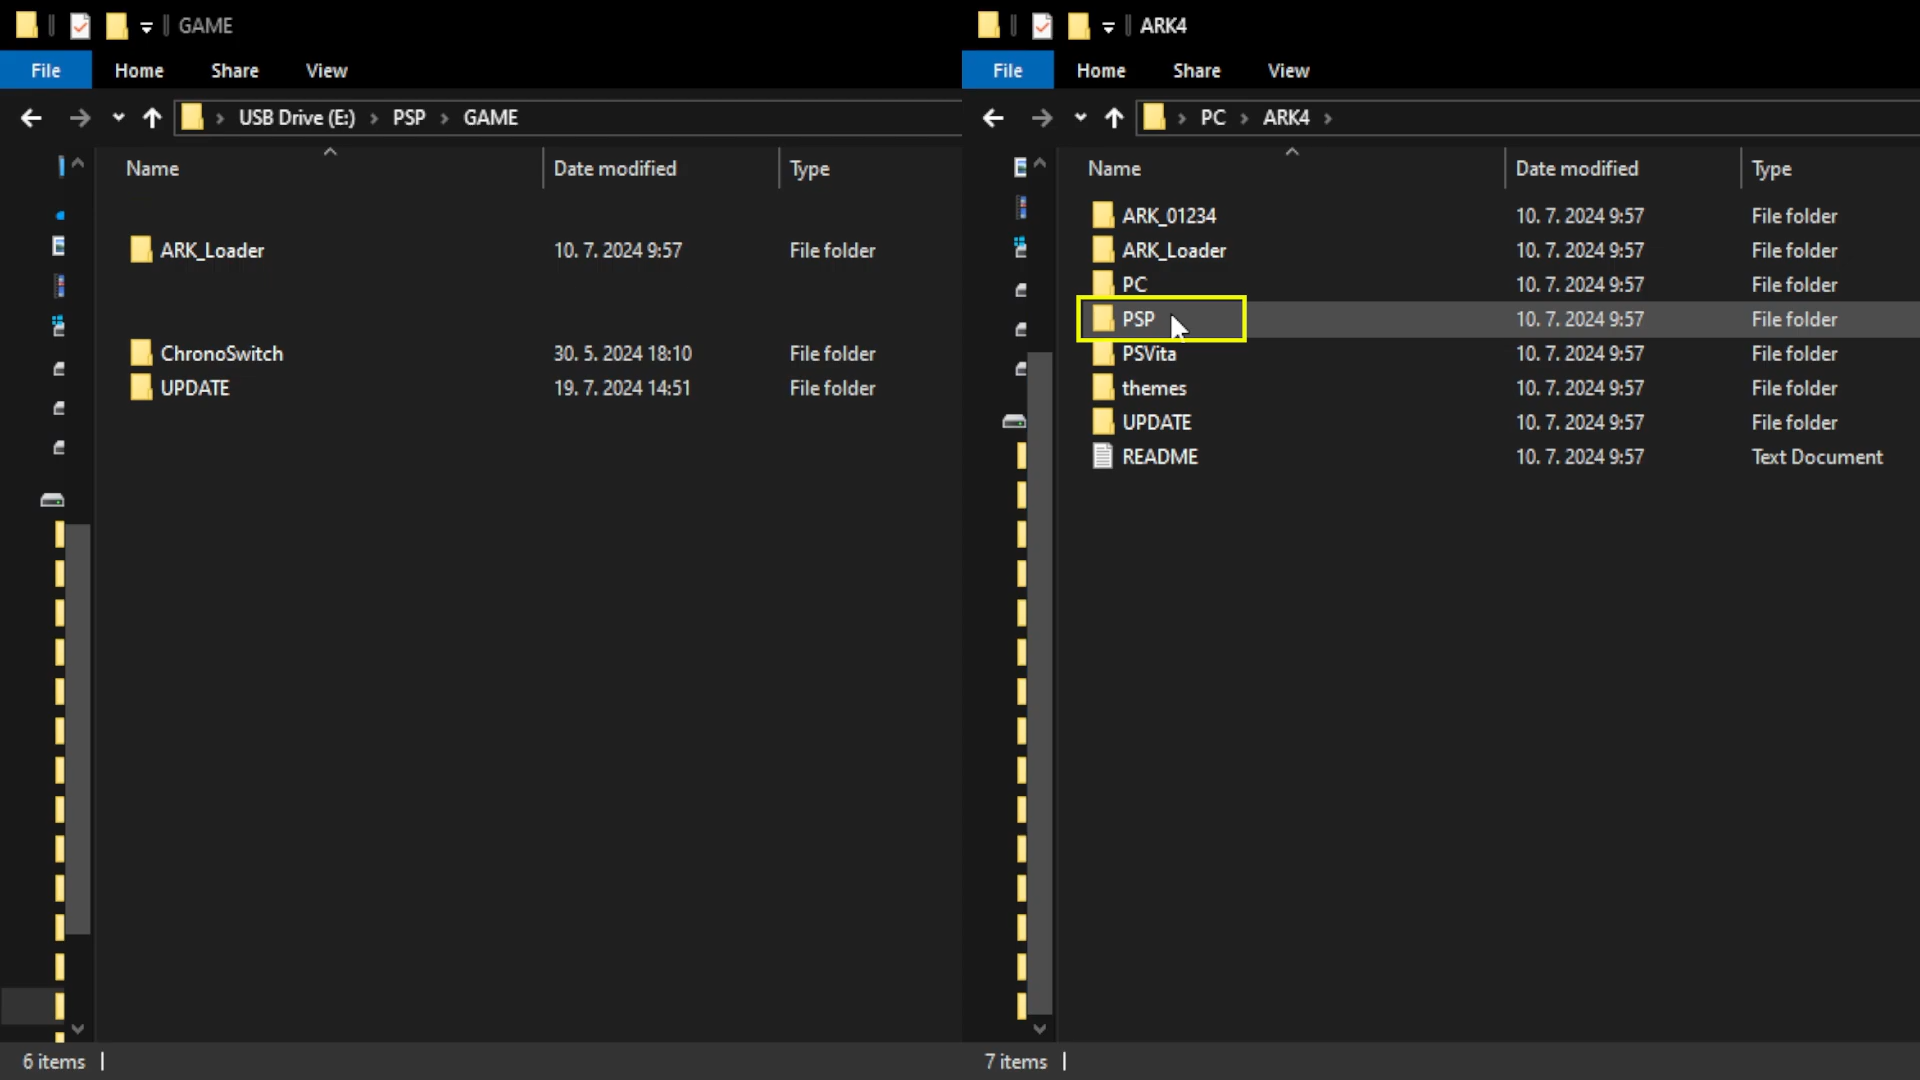 GAME
File Home Share View
USB Drive (E:) > PSP > GAME
Name Date modified Type
ARK_Loader 10. 7. 2024 9:57 File folder
ChronoSwitch 30. 5. 2024 18:10 File folder
UPDATE 19. 7. 2024 14:51 File folder
6 items
ARK4
File Home Share View
PC > ARK4 >
Name Date modified Type
ARK_01234 10. 7. 2024 9:57 File folder
ARK_Loader 10. 7. 2024 9:57 File folder
PC 10. 7. 2024 9:57 File folder
PSP 10. 7. 2024 9:57 File folder
PSVita 10. 7. 2024 9:57 File folder
themes 10. 7. 2024 9:57 File folder
UPDATE 10. 7. 2024 9:57 File folder
README 10. 7. 2024 9:57 Text Document
7 items